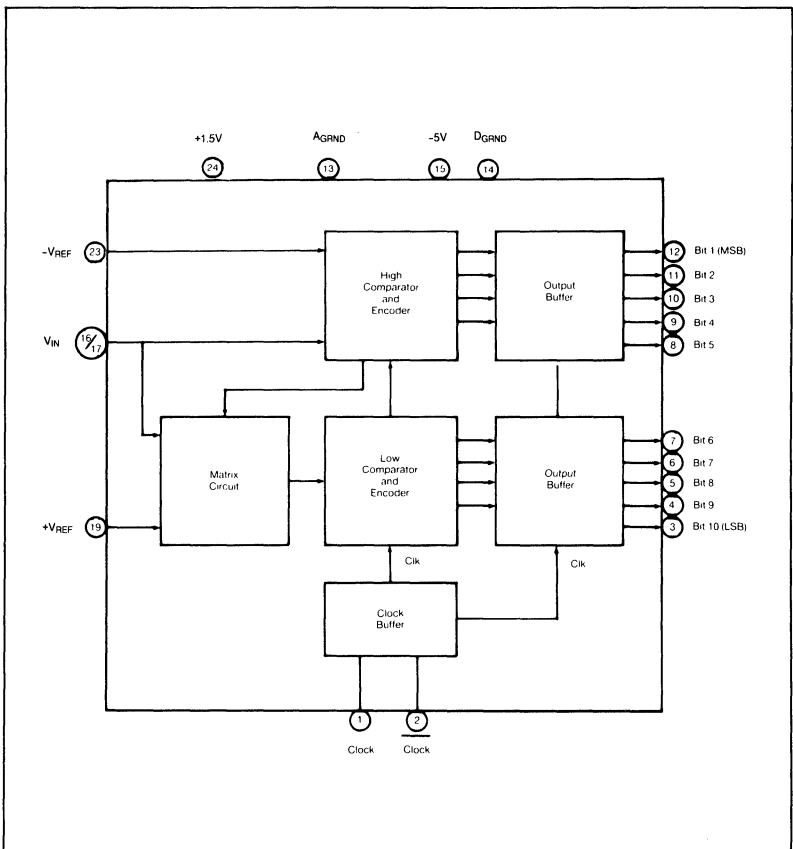 +1.5V
24
AGRND
13
-5V
15
DGRND
14
-VREF
23
VIN
16/17
+VREF
19
High
Comparator
and
Encoder
Output
Buffer
12
Bit 1 (MSB)
11
Bit 2
10
Bit 3
9
Bit 4
8
Bit 5
Matrix
Circuit
Low
Comparator
and
Encoder
Output
Buffer
7
Bit 6
6
Bit 7
5
Bit 8
4
Bit 9
3
Bit 10 (LSB)
Clk
Clk
Clock
Buffer
1
Clock
2
Clock